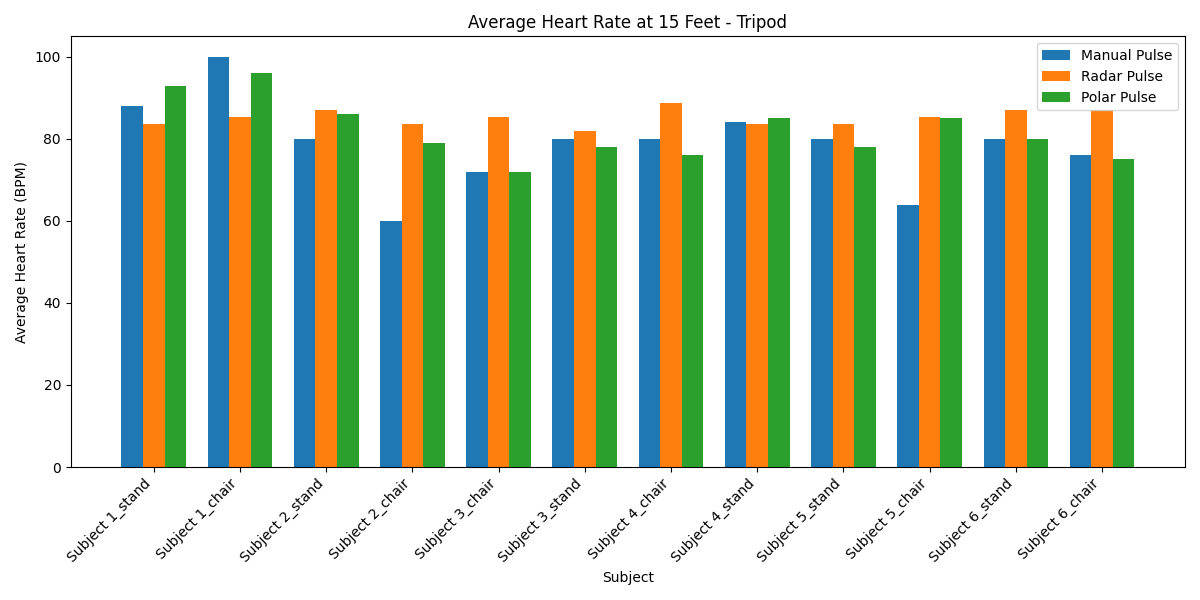 Average Heart Rate at 15 Feet - Tripod
Manual Pulse
Radar Pulse
Polar Pulse
Average Heart Rate (BPM)
100
80
60
40
20
0
Subject 1_stand
Subject 1_chair
Subject 2_stand
Subject 2_chair
Subject 3_chair
Subject 3_stand
Subject 4_chair
Subject 4_stand
Subject 5_stand
Subject 5_chair
Subject 6_stand
Subject 6_chair
Subject